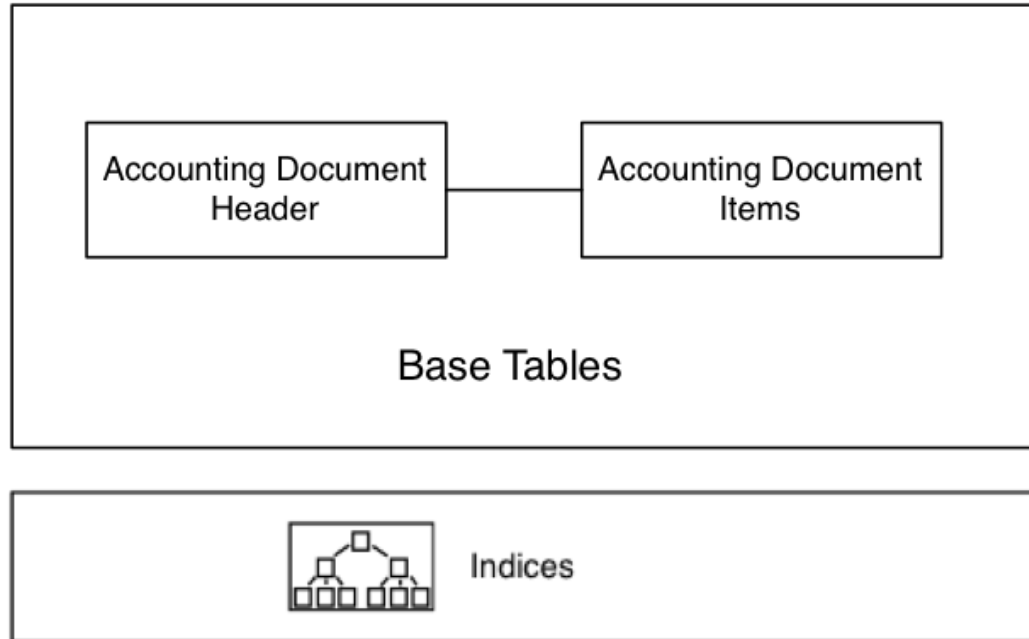 Accounting Document
Header
Accounting Document
Items
Base Tables
Indices